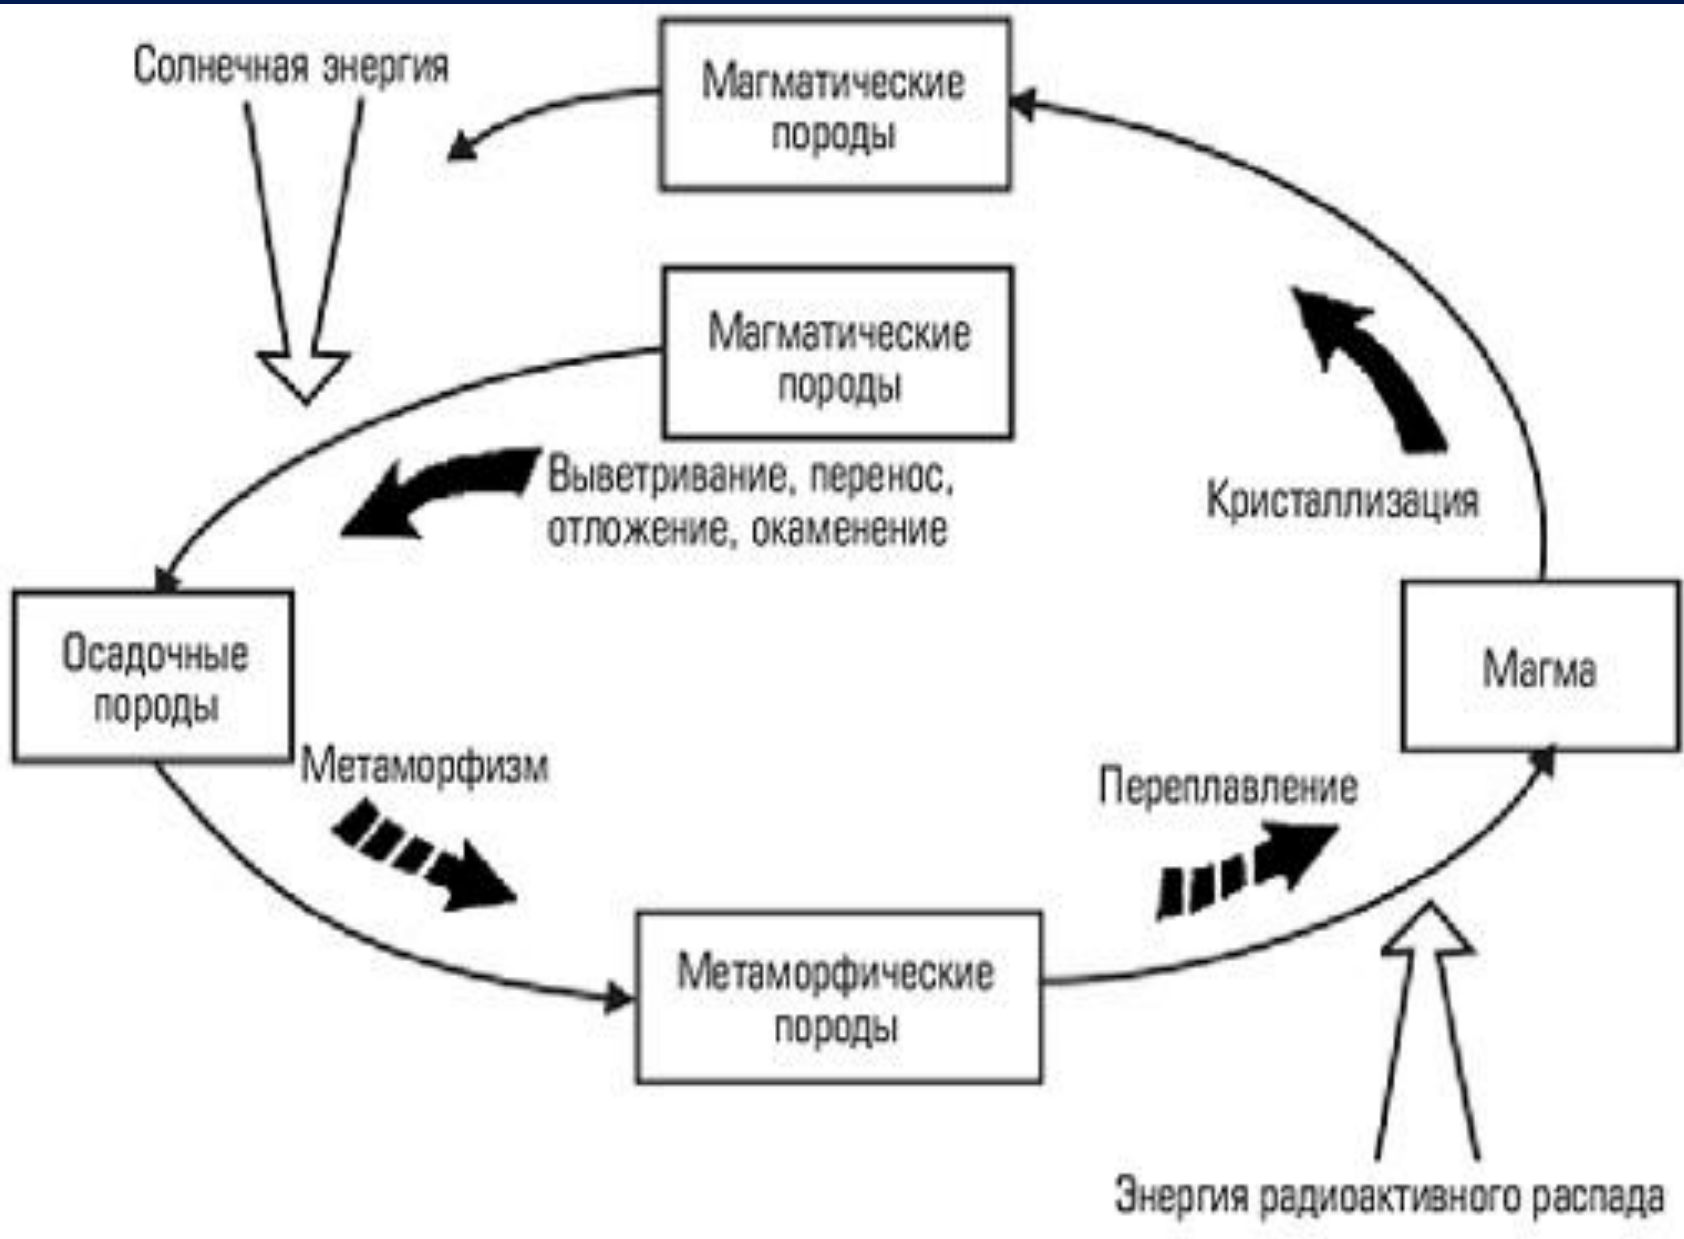 Солнечная энергия
Магматические
породы
Магматические
породы
Выветривание, перенос,
отложение, окаменение
Кристаллизация
Осадочные
породы
Магма
Метаморфизм
Переплавление
Метаморфические
породы
Энергия радиоактивного распада